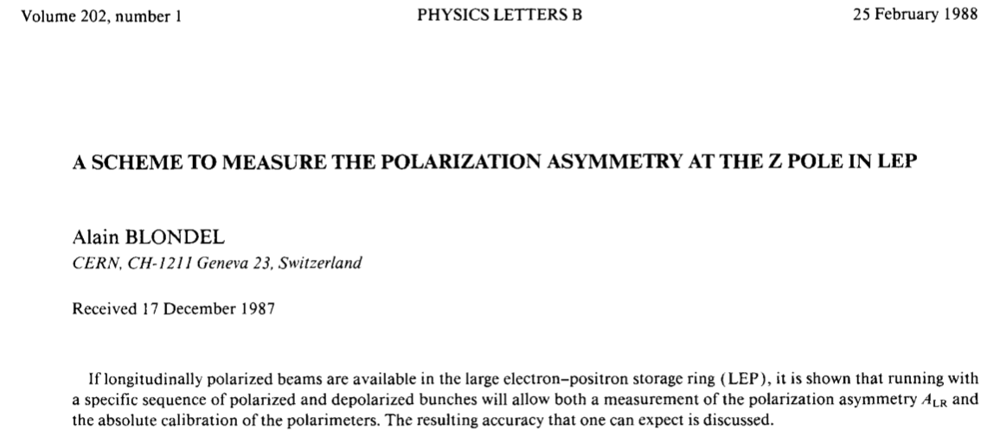 Volume 202, number 1 PHYSICS LETTERS B 25 February 1988
A SCHEME TO MEASURE THE POLARIZATION ASYMMETRY AT THE Z POLE IN LEP
Alain BLONDEL
CERN, CH-1211 Geneva 23, Switzerland
Received 17 December 1987
If longitudinally polarized beams are available in the large electron–positron storage ring (LEP), it is shown that running with
a specific sequence of polarized and depolarized bunches will allow both a measurement of the polarization asymmetry A_LR and
the absolute calibration of the polarimeters. The resulting accuracy that one can expect is discussed.